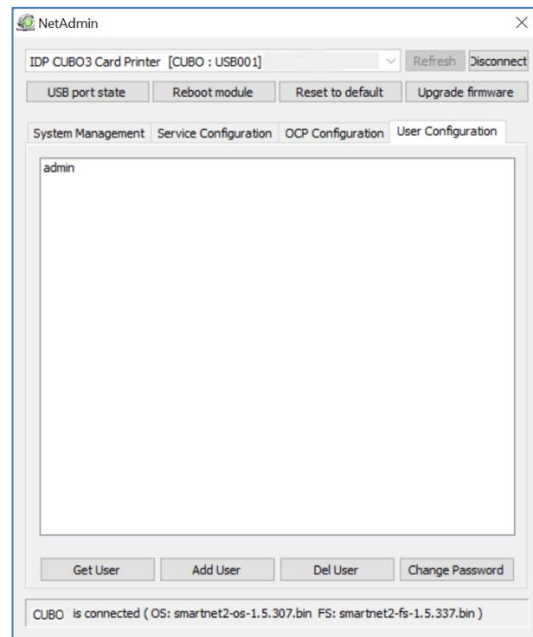 NetAdmin
IDP CUBO3 Card Printer [CUBO : USB001] Refresh Disconnect
USB port state Reboot module Reset to default Upgrade firmware
System Management Service Configuration OCP Configuration User Configuration
admin
Get User Add User Del User Change Password
CUBO is connected ( OS: smartnet2-os-1.5.307.bin FS: smartnet2-fs-1.5.337.bin )